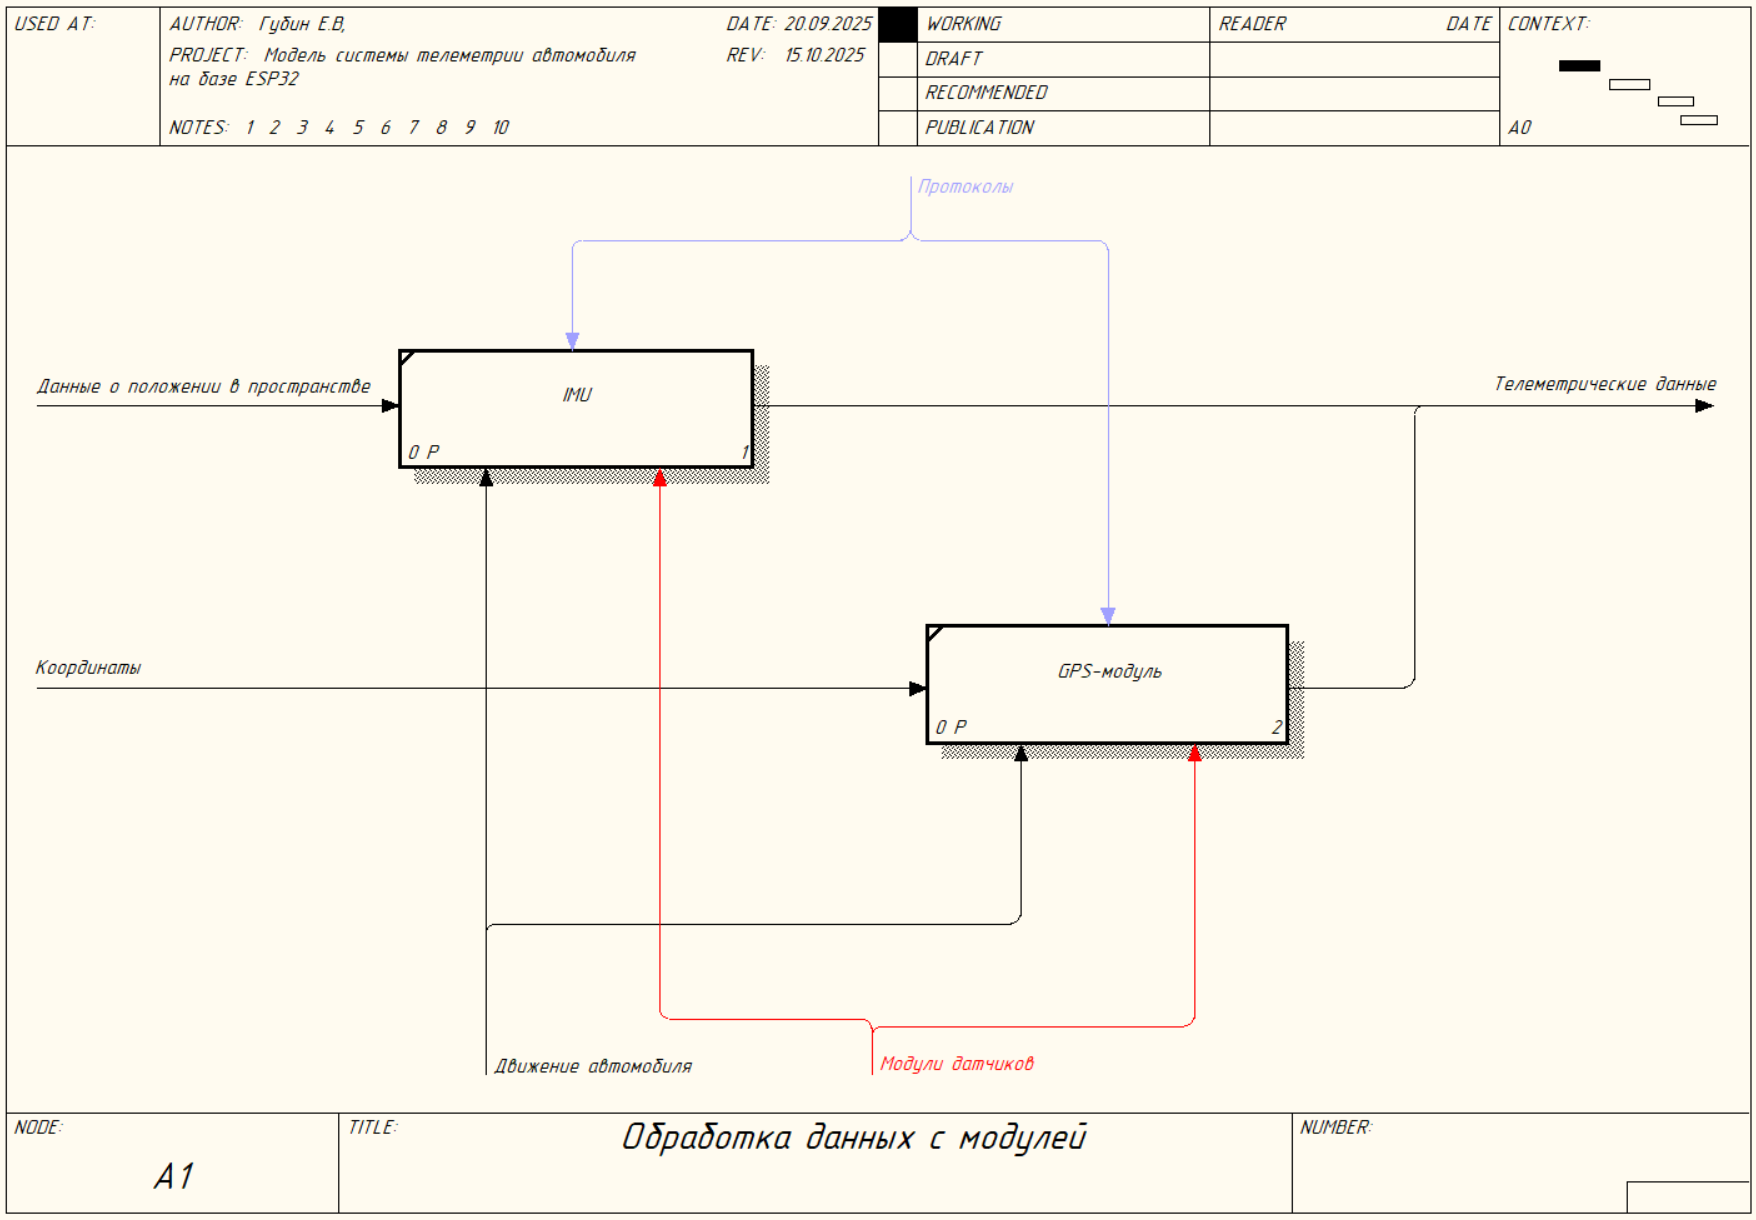 USED AT:
AUTHOR: Губин Е.В,
DATE: 20.09.2025
PROJECT: Модель системы телеметрии автомобиля
на базе ESP32
REV: 15.10.2025
NOTES: 1 2 3 4 5 6 7 8 9 10
WORKING
DRAFT
RECOMMENDED
PUBLICATION
READER
DATE
CONTEXT:
A0
Протоколы
Данные о положении в пространстве
IMU
0 Р
1
Телеметрические данные
Координаты
GPS-модуль
0 Р
2
Движение автомобиля
Модули датчиков
NODE:
A1
TITLE:
Обработка данных с модулей
NUMBER: